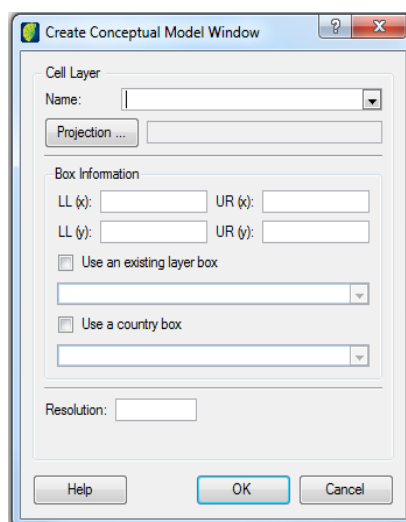 Create Conceptual Model Window ? X
Cell Layer
Name:
Projection ...
Box Information
LL (x): UR (x):
LL (y): UR (y):
Use an existing layer box
Use a country box
Resolution:
Help OK Cancel